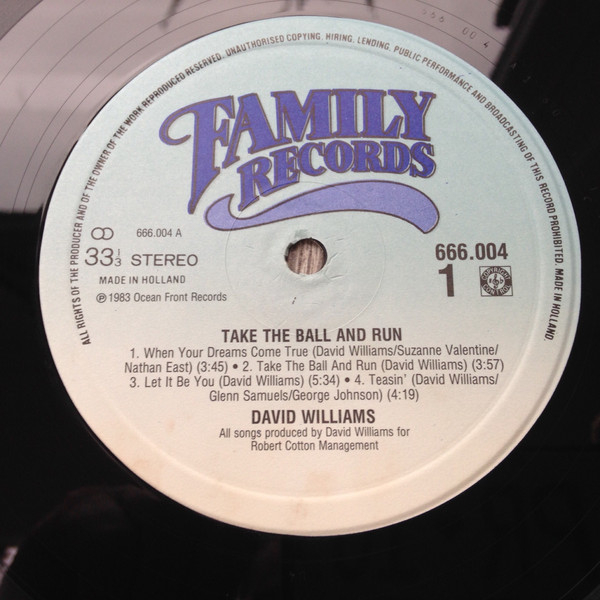 ALL RIGHTS OF THE PRODUCER AND OF THE OWNER OF THE WORK REPRODUCED RESERVED. UNAUTHORISED COPYING, HIRING, LENDING, PUBLIC PERFORMANCE AND BROADCASTING OF THIS RECORD PROHIBITED. MADE IN HOLLAND.
FAMILY
RECORDS
666.004 A
33 1/3 STEREO
MADE IN HOLLAND
℗ 1983 Ocean Front Records
666.004
1
COPYRIGHT
CONTROL
TAKE THE BALL AND RUN
1. When Your Dreams Come True (David Williams/Suzanne Valentine/
Nathan East) (3:45) • 2. Take The Ball And Run (David Williams) (3:57)
3. Let It Be You (David Williams) (5:34) • 4. Teasin' (David Williams/
Glenn Samuels/George Johnson) (4:19)
DAVID WILLIAMS
All songs produced by David Williams for
Robert Cotton Management